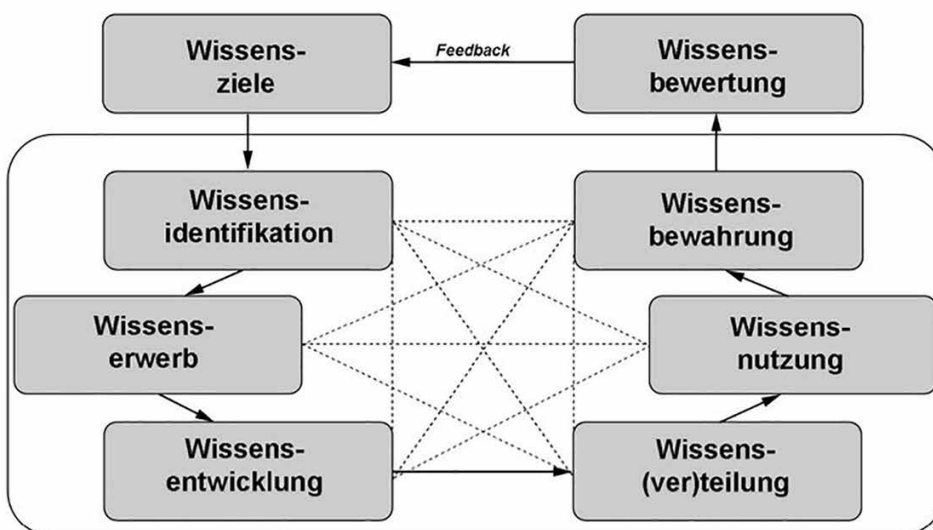 Wissens-
ziele
Feedback
Wissens-
bewertung
Wissens-
identifikation
Wissens-
bewahrung
Wissens-
erwerb
Wissens-
nutzung
Wissens-
entwicklung
Wissens-
(ver)teilung